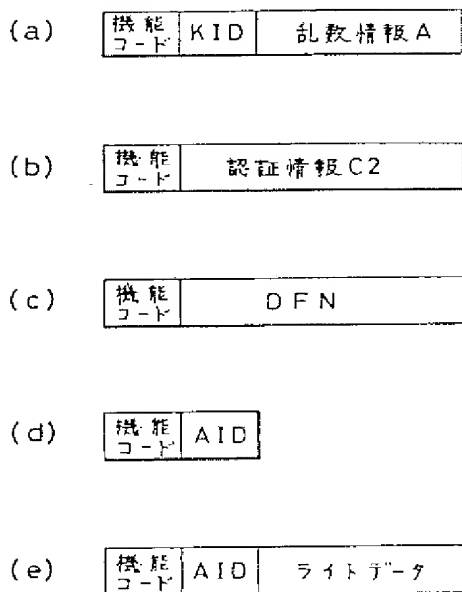 (a) 機能コード KID 乱数情報A
(b) 機能コード 認証情報C2
(c) 機能コード DFN
(d) 機能コード AID
(e) 機能コード AID ライトデータ